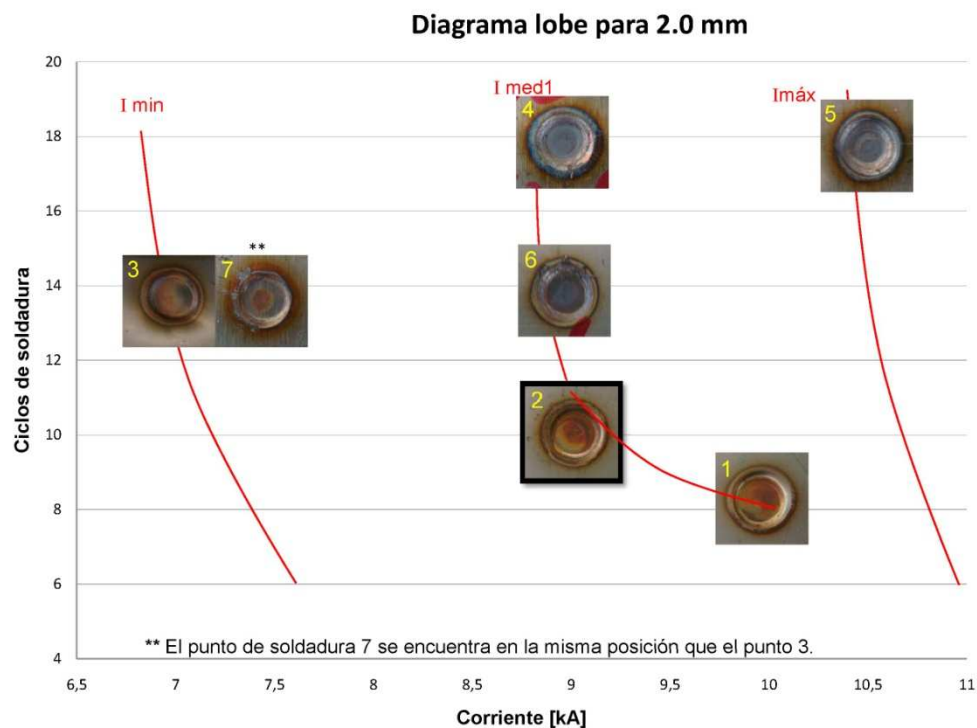 Diagrama lobe para 2.0 mm
Ciclos de soldadura
20
18
16
14
12
10
8
6
4
I min
I med1
Imáx
4
5
**
3
7
6
2
1
** El punto de soldadura 7 se encuentra en la misma posición que el punto 3.
6,5 7 7,5 8 8,5 9 9,5 10 10,5 11
Corriente [kA]